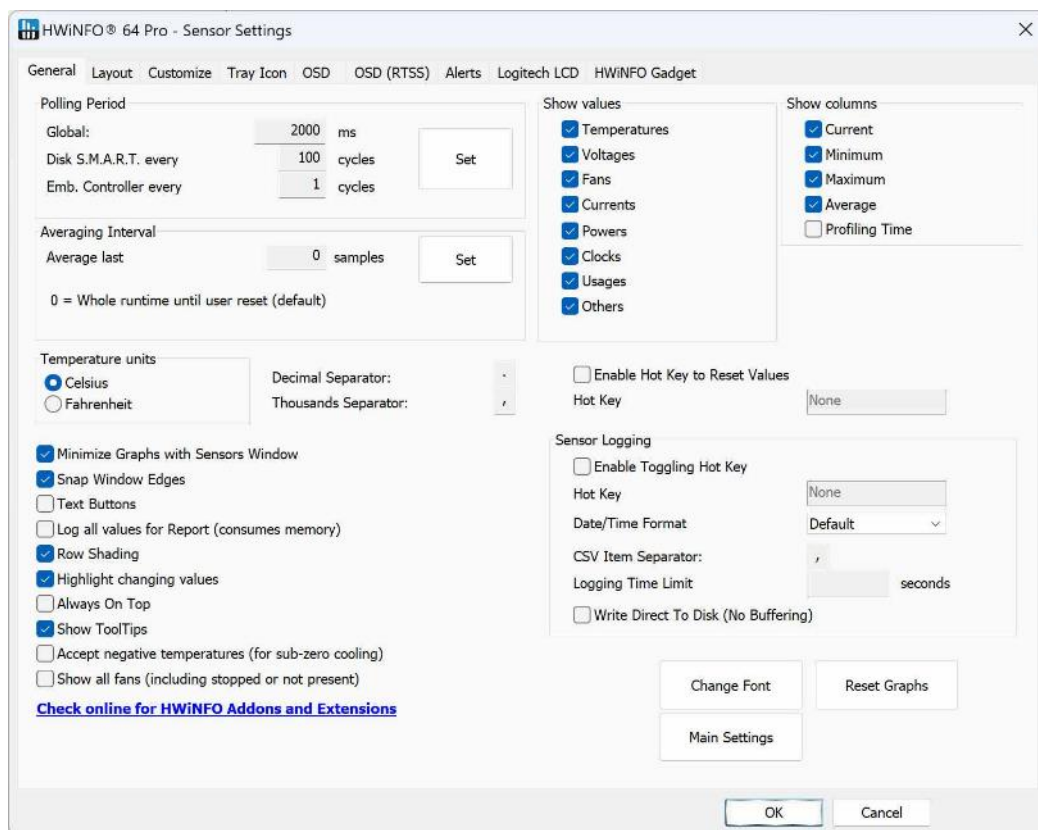 HWiNFO® 64 Pro - Sensor Settings
General Layout Customize Tray Icon OSD OSD (RTSS) Alerts Logitech LCD HWiNFO Gadget
Polling Period
Global: 2000 ms
Disk S.M.A.R.T. every 100 cycles
Emb. Controller every 1 cycles
Set
Averaging Interval
Average last 0 samples
Set
0 = Whole runtime until user reset (default)
Show values
Temperatures
Voltages
Fans
Currents
Powers
Clocks
Usages
Others
Show columns
Current
Minimum
Maximum
Average
Profiling Time
Temperature units
Celsius
Fahrenheit
Decimal Separator: .
Thousands Separator: ,
Enable Hot Key to Reset Values
Hot Key None
Minimize Graphs with Sensors Window
Snap Window Edges
Text Buttons
Log all values for Report (consumes memory)
Row Shading
Highlight changing values
Always On Top
Show ToolTips
Accept negative temperatures (for sub-zero cooling)
Show all fans (including stopped or not present)
Check online for HWiNFO Addons and Extensions
Sensor Logging
Enable Toggling Hot Key
Hot Key None
Date/Time Format Default
CSV Item Separator: ,
Logging Time Limit seconds
Write Direct To Disk (No Buffering)
Change Font Reset Graphs
Main Settings
OK Cancel